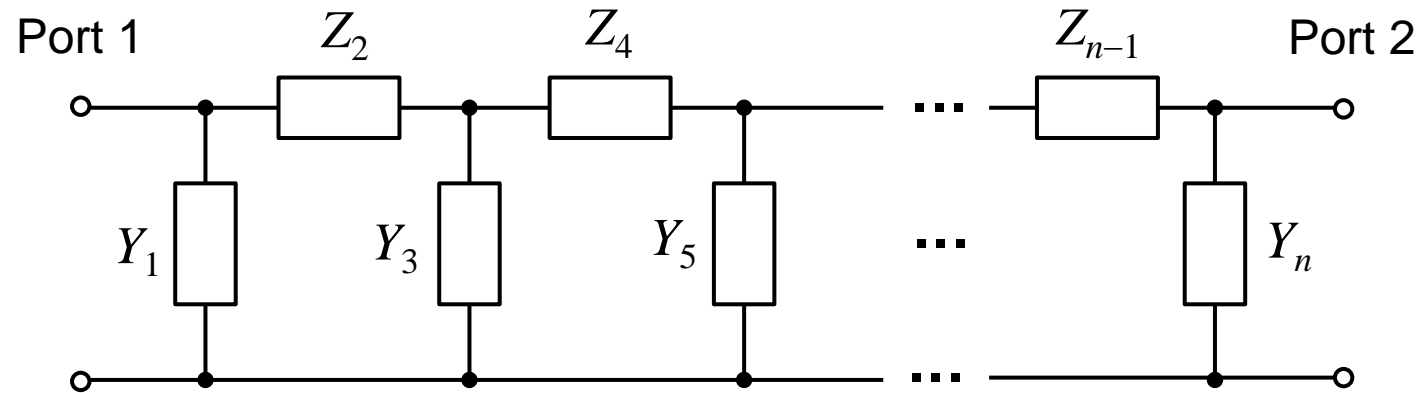 Port 1 Z₂ Z₄ Zₙ₋₁ Port 2
... 
Y₁ Y₃ Y₅ ... Yₙ
...